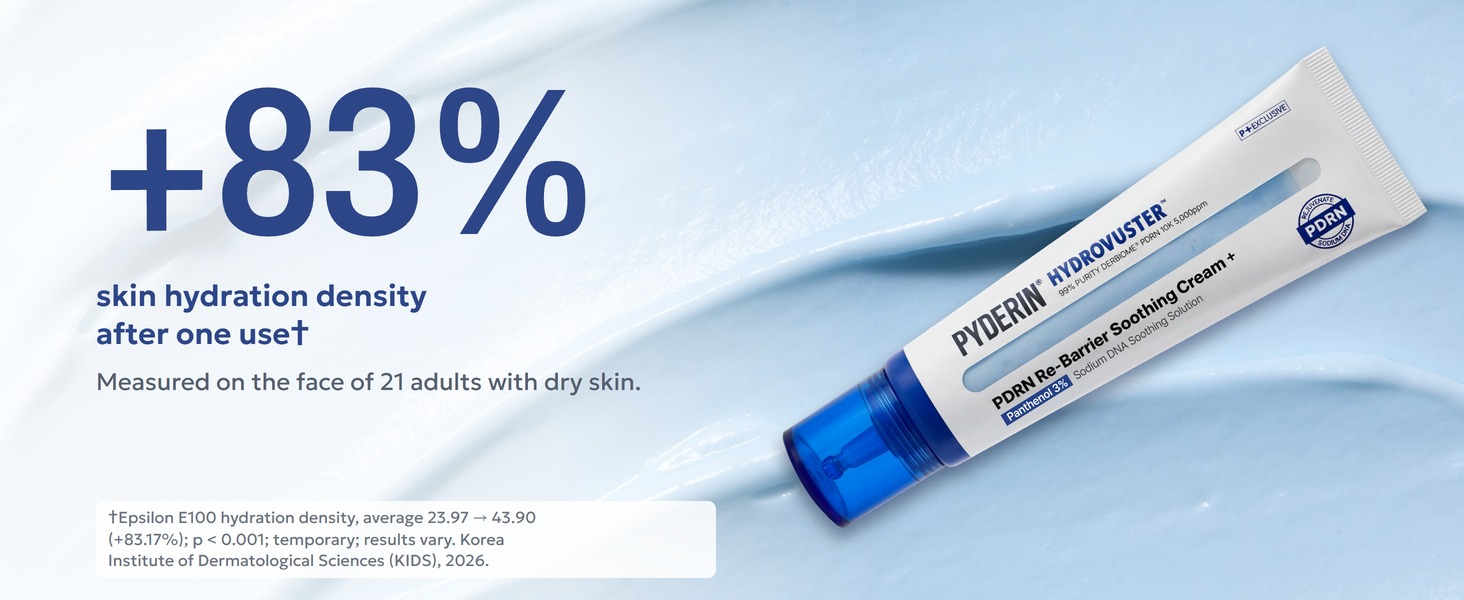 +83%
skin hydration density
after one use†
Measured on the face of 21 adults with dry skin.
†Epsilon E100 hydration density, average 23.97 → 43.90
(+83.17%); p < 0.001; temporary; results vary. Korea
Institute of Dermatological Sciences (KIDS), 2026.
P+EXCLUSIVE
PYDERIN® HYDROVUSTER™
99% PURITY DERBIOME® PDRN 10K 5,000ppm
PDRN Re-Barrier Soothing Cream +
Panthenol 3% Sodium DNA Soothing Solution
REJUVENATE
PDRN
SODIUM DNA